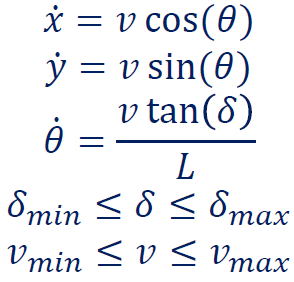 ẋ = v cos(θ)
ẏ = v sin(θ)
θ̇ = v tan(δ) / L
δ_min ≤ δ ≤ δ_max
v_min ≤ v ≤ v_max